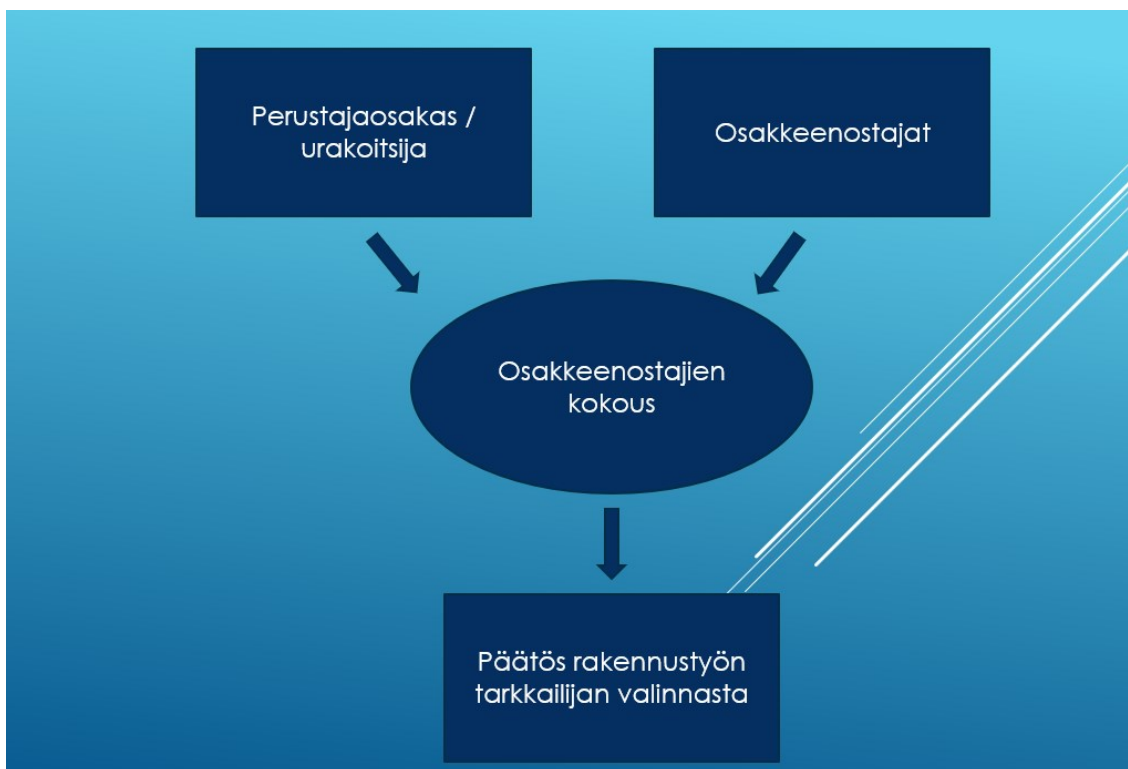 Perustajaosakas /
urakoitsija
Osakkeenostajat
Osakkeenostajien
kokous
Päätös rakennustyön
tarkkailijan valinnasta